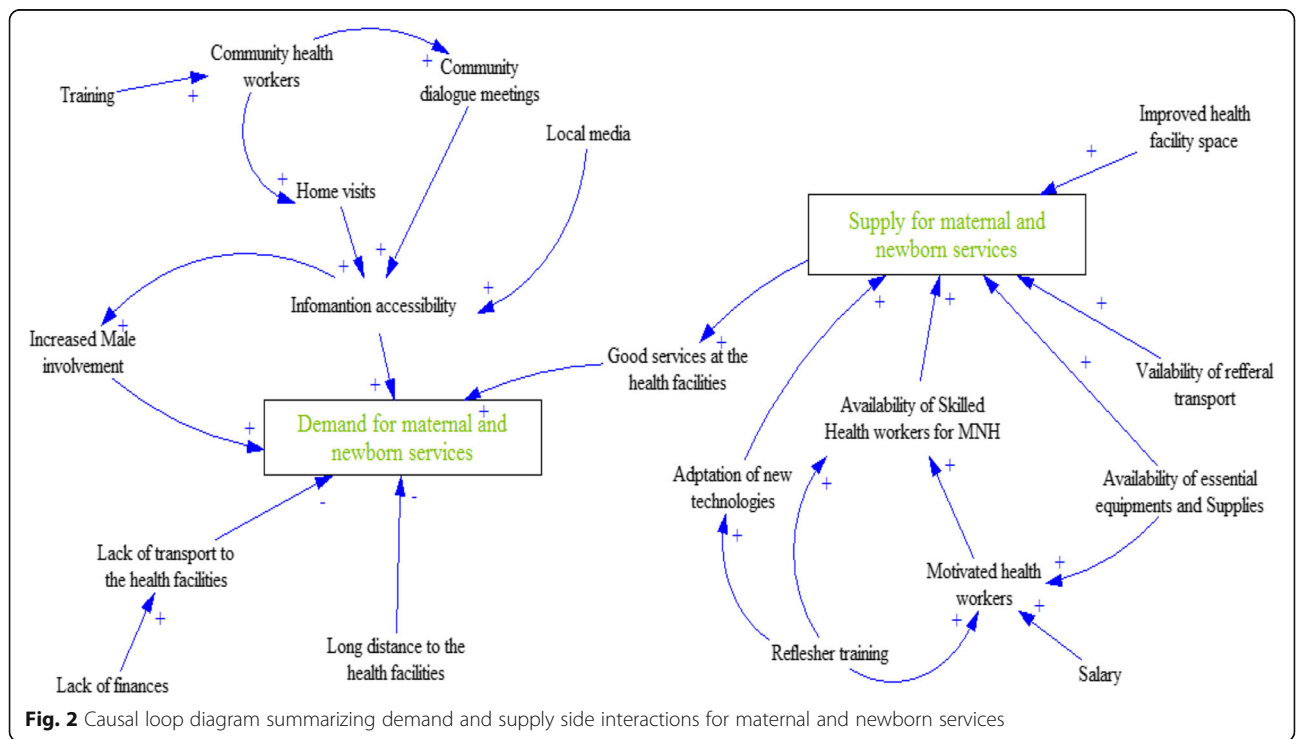 Community health
workers
Training
Community
dialogue meetings
Local media
Home visits
Infomantion accessibility
Increased Male
involvement
Good services at the
health facilities
Demand for maternal and
newborn services
Lack of transport to
the health facilities
Long distance to the
health facilities
Lack of finances
Improved health
facility space
Supply for maternal and
newborn services
Vailability of refferal
transport
Availability of Skilled
Health workers for MNH
Adptation of new
technologies
Availability of essential
equipments and Supplies
Motivated health
workers
Reflesher training
Salary
+
+
+
+
+
+
+
+
+
+
+
-
-
+
+
+
+
+
+
+
+
+
+
+
+
+
Fig. 2 Causal loop diagram summarizing demand and supply side interactions for maternal and newborn services